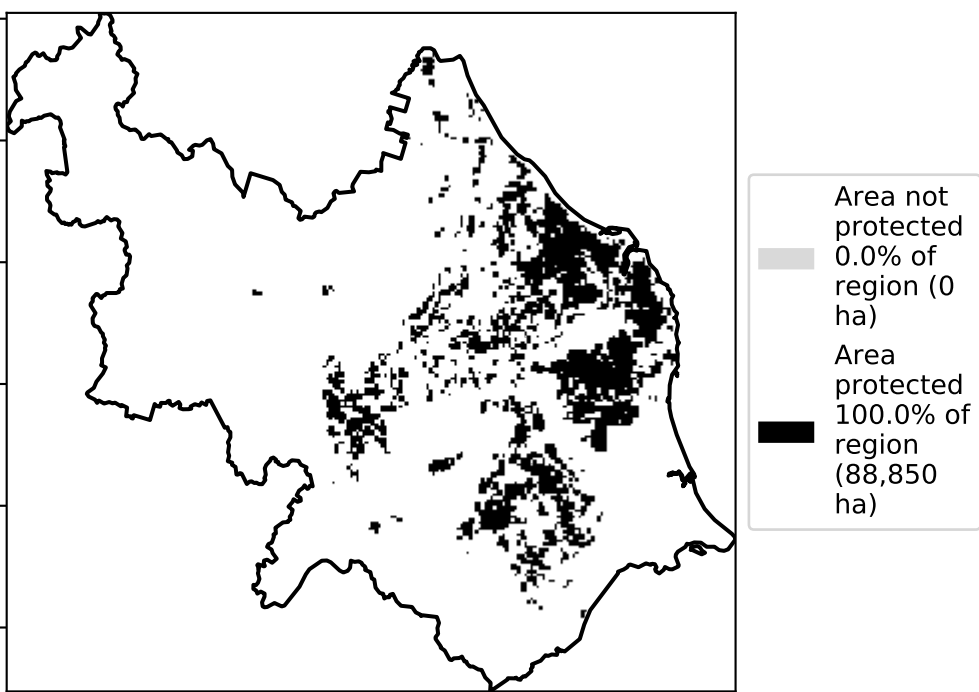 Area not
protected
0.0% of
region (0
ha)
Area
protected
100.0% of
region
(88,850
ha)